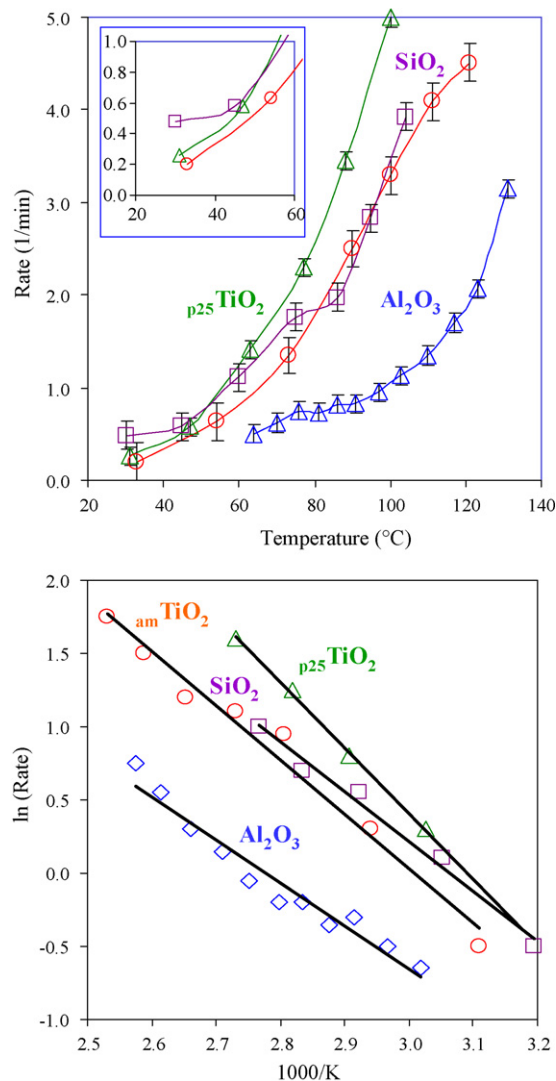 5.0
4.0
3.0
2.0
1.0
0.0
Rate (1/min)
1.0
0.8
0.6
0.4
0.2
0.0
20 40 60
SiO₂
p25TiO₂
Al₂O₃
20 40 60 80 100 120 140
Temperature (°C)
2.0
1.5
1.0
0.5
0.0
-0.5
-1.0
ln (Rate)
amTiO₂
p25TiO₂
SiO₂
Al₂O₃
2.5 2.6 2.7 2.8 2.9 3.0 3.1 3.2
1000/K